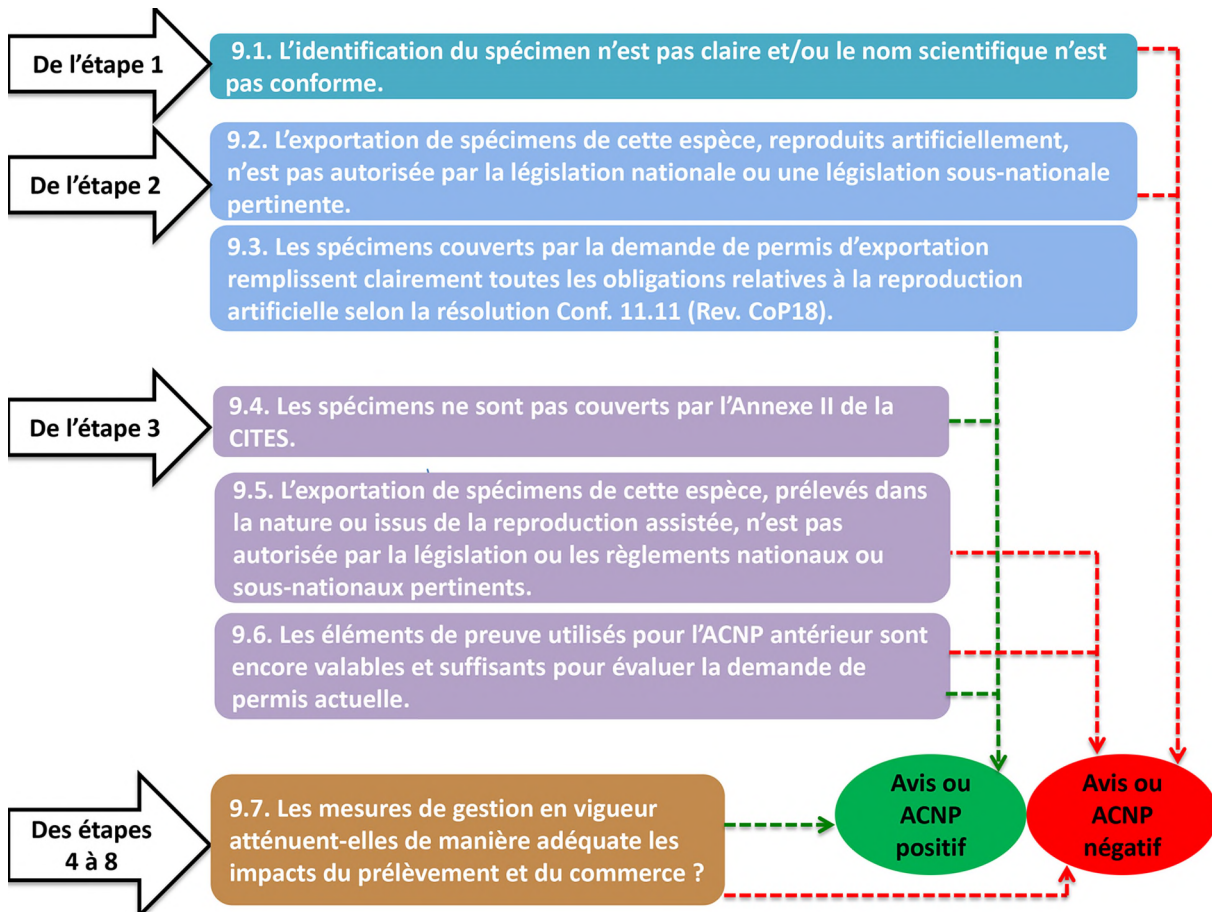 De l’étape 1
9.1. L’identification du spécimen n’est pas claire et/ou le nom scientifique n’est
pas conforme.
De l’étape 2
9.2. L’exportation de spécimens de cette espèce, reproduits artificiellement,
n’est pas autorisée par la législation nationale ou une législation sous-nationale
pertinente.
9.3. Les spécimens couverts par la demande de permis d’exportation
remplissent clairement toutes les obligations relatives à la reproduction
artificielle selon la résolution Conf. 11.11 (Rev. CoP18).
De l’étape 3
9.4. Les spécimens ne sont pas couverts par l’Annexe II de la
CITES.
9.5. L’exportation de spécimens de cette espèce, prélevés dans
la nature ou issus de la reproduction assistée, n’est pas
autorisée par la législation ou les règlements nationaux ou
sous-nationaux pertinents.
9.6. Les éléments de preuve utilisés pour l’ACNP antérieur sont
encore valables et suffisants pour évaluer la demande de
permis actuelle.
Des étapes
4 à 8
9.7. Les mesures de gestion en vigueur
atténuent-elles de manière adéquate les
impacts du prélèvement et du commerce ?
Avis ou
ACNP
positif
Avis ou
ACNP
négatif